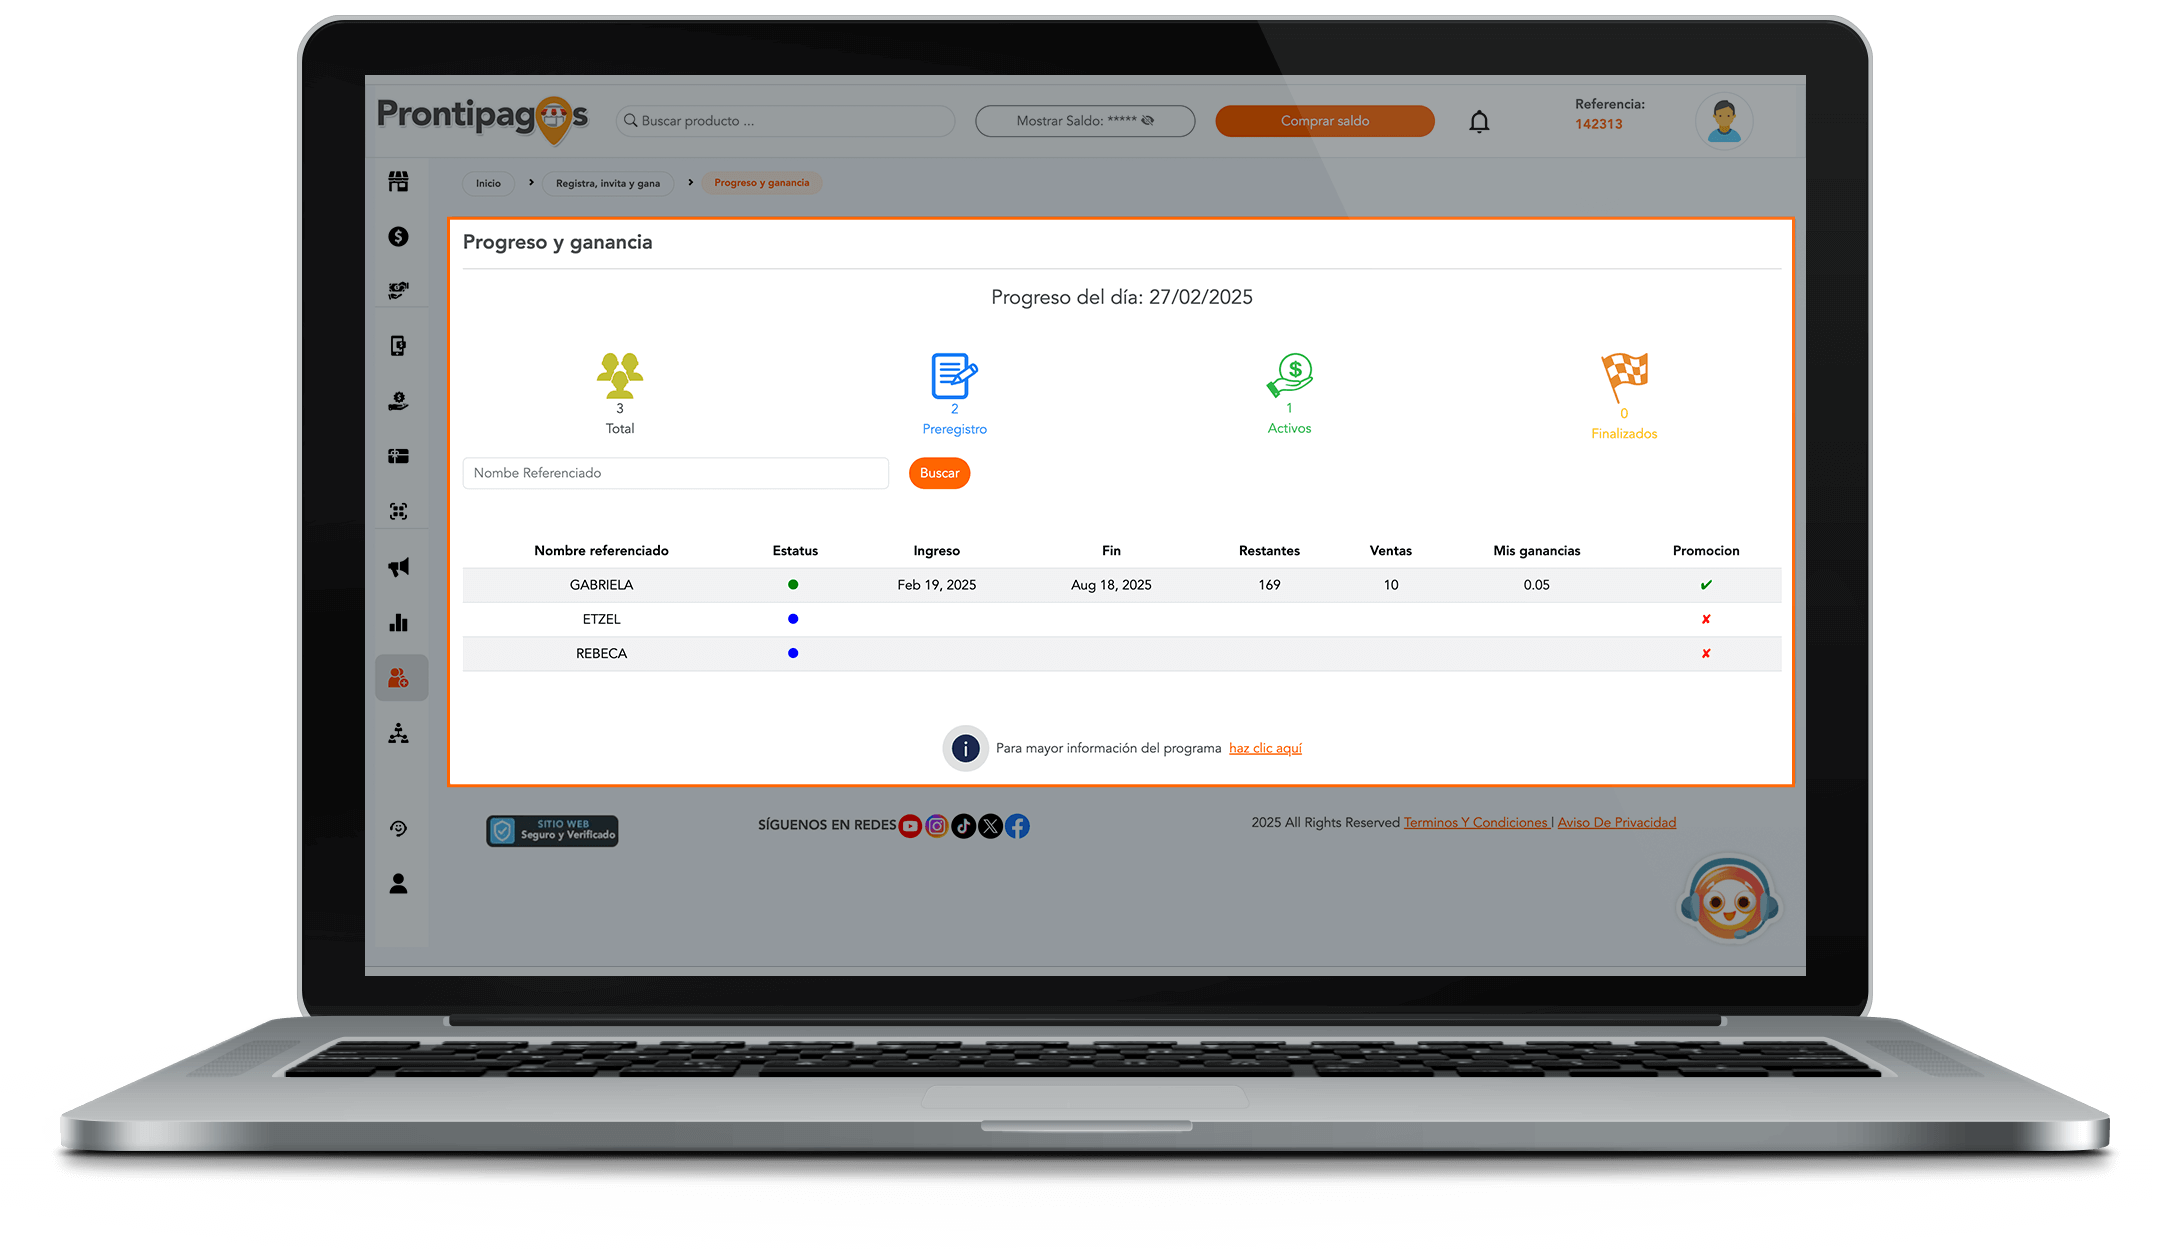 Prontipagos
Buscar producto ...
Mostrar Saldo: *****
Comprar saldo
Referencia:
142313
Inicio
Registra, invita y gana
Progreso y ganancia
Progreso y ganancia
Progreso del día: 27/02/2025
3
Total
2
Preregistro
1
Activos
0
Finalizados
Nombe Referenciado
Buscar
Nombre referenciado Estatus Ingreso Fin Restantes Ventas Mis ganancias Promocion
GABRIELA Feb 19, 2025 Aug 18, 2025 169 10 0.05 ✔
ETZEL ✘
REBECA ✘
Para mayor información del programa haz clic aquí
SITIO WEB
Seguro y Verificado
SÍGUENOS EN REDES
2025 All Rights Reserved Terminos Y Condiciones | Aviso De Privacidad